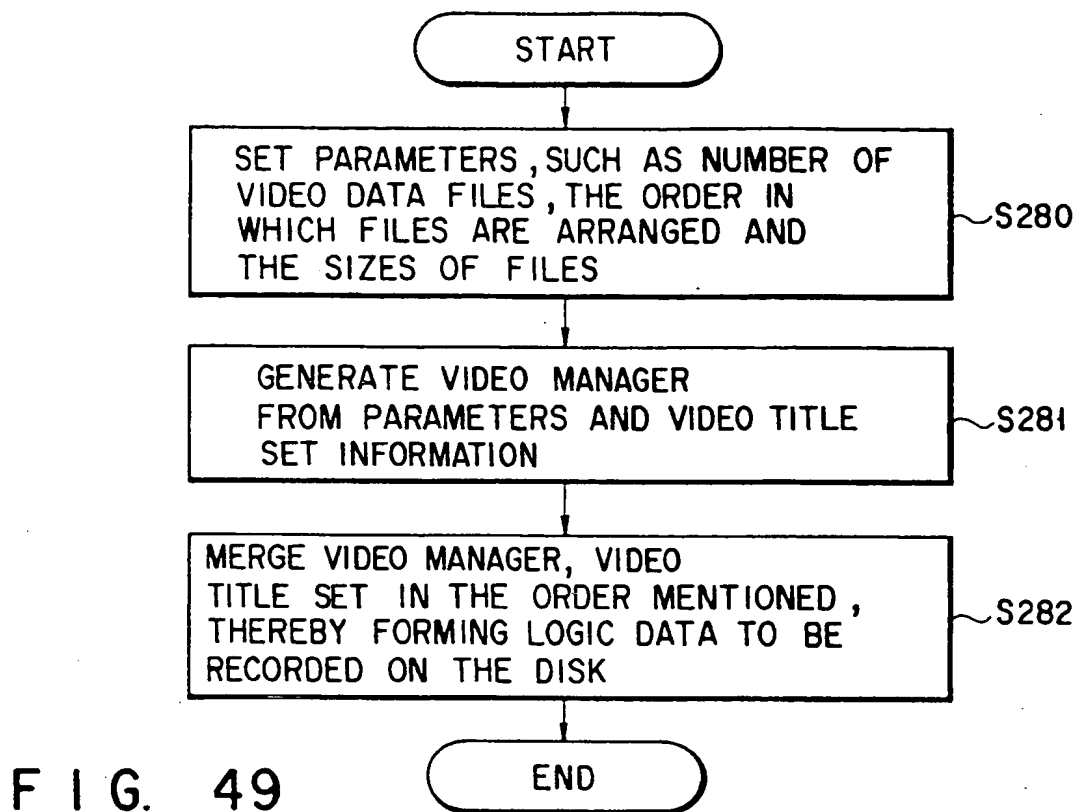 START
SET PARAMETERS, SUCH AS NUMBER OF
VIDEO DATA FILES, THE ORDER IN
WHICH FILES ARE ARRANGED AND
THE SIZES OF FILES
S280
GENERATE VIDEO MANAGER
FROM PARAMETERS AND VIDEO TITLE
SET INFORMATION
S281
MERGE VIDEO MANAGER, VIDEO
TITLE SET IN THE ORDER MENTIONED,
THEREBY FORMING LOGIC DATA TO BE
RECORDED ON THE DISK
S282
END
FIG. 49